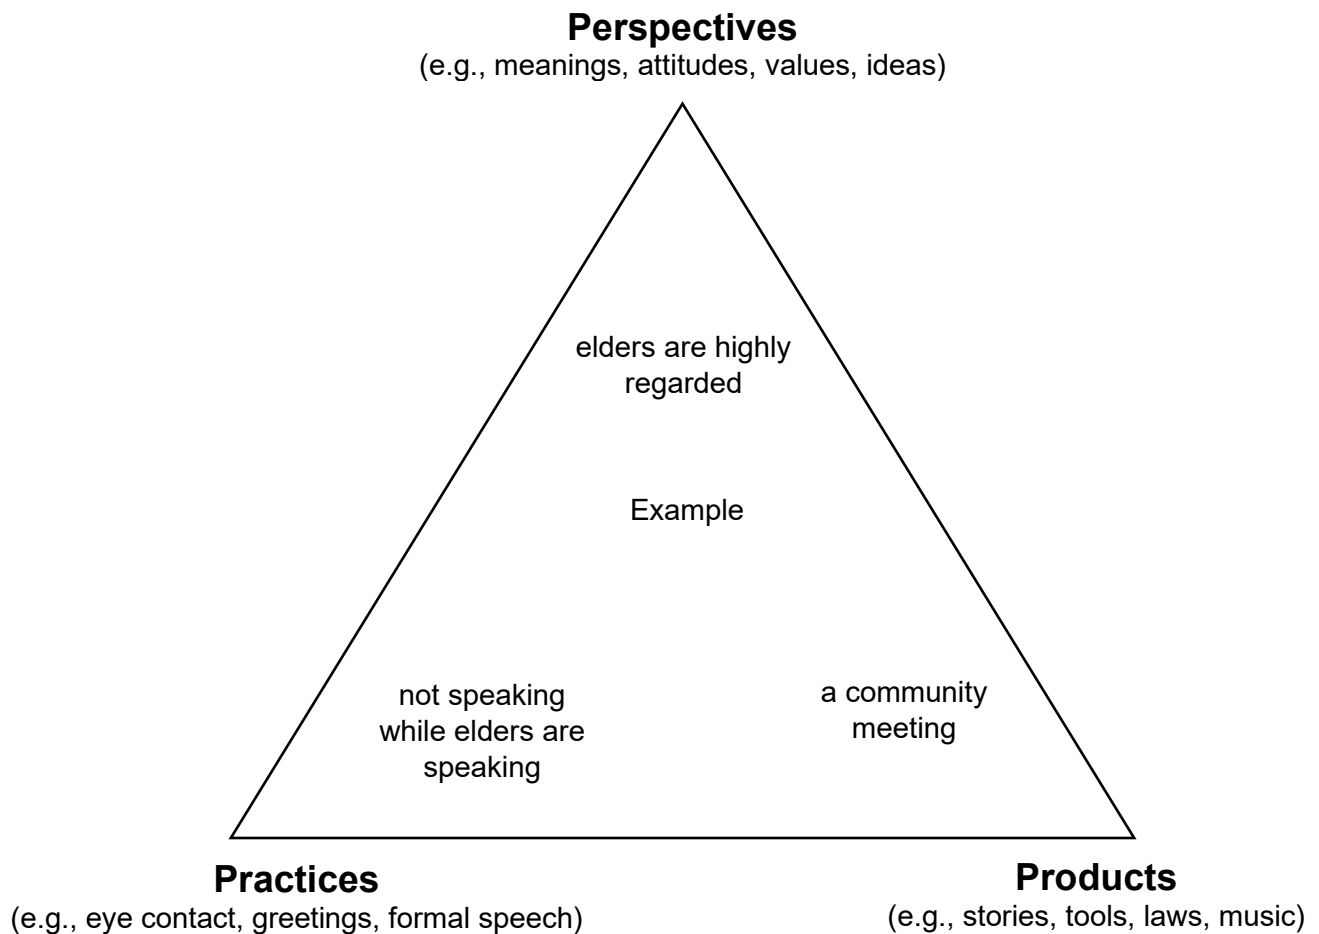 Perspectives
(e.g., meanings, attitudes, values, ideas)
elders are highly
regarded
Example
not speaking
while elders are
speaking
a community
meeting
Practices
(e.g., eye contact, greetings, formal speech)
Products
(e.g., stories, tools, laws, music)